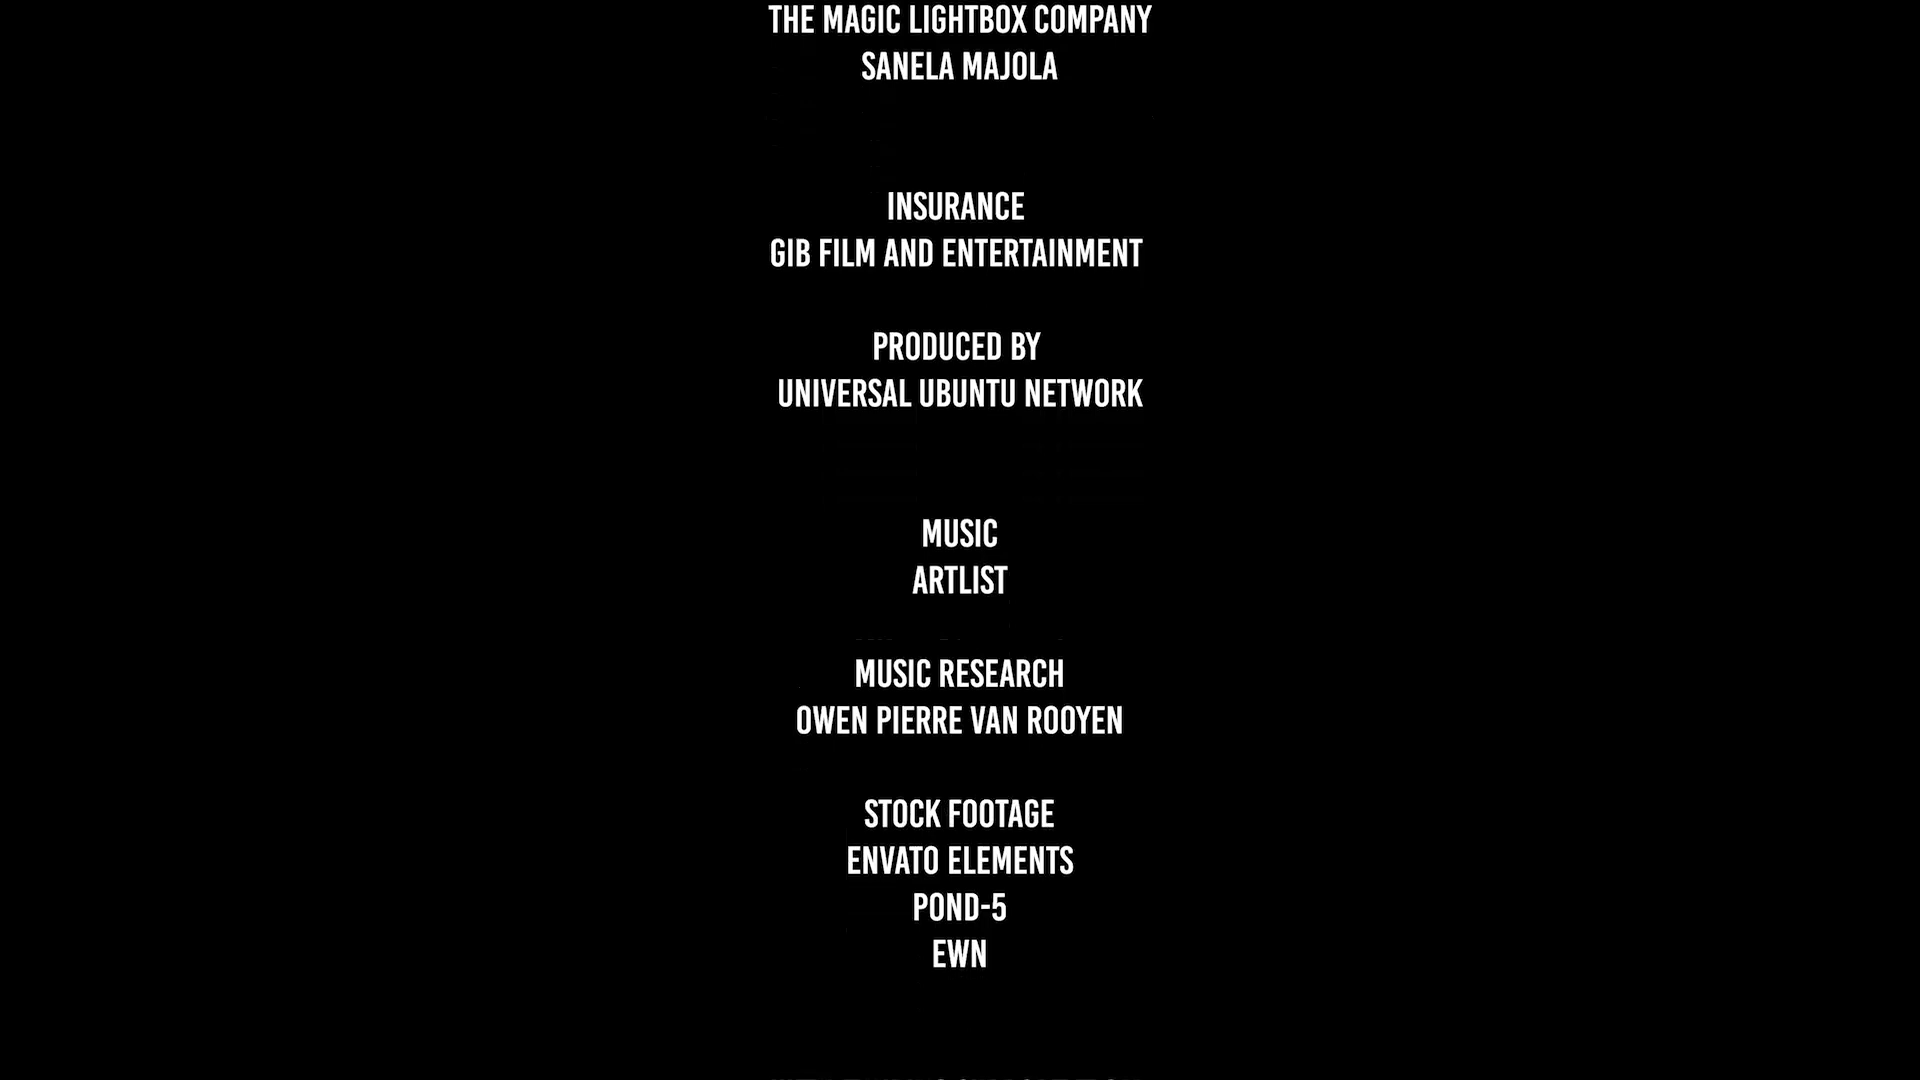 THE MAGIC LIGHTBOX COMPANY
SANELA MAJOLA
INSURANCE
GIB FILM AND ENTERTAINMENT
PRODUCED BY
UNIVERSAL UBUNTU NETWORK
MUSIC
ARTLIST
MUSIC RESEARCH
OWEN PIERRE VAN ROOYEN
STOCK FOOTAGE
ENVATO ELEMENTS
POND-5
EWN